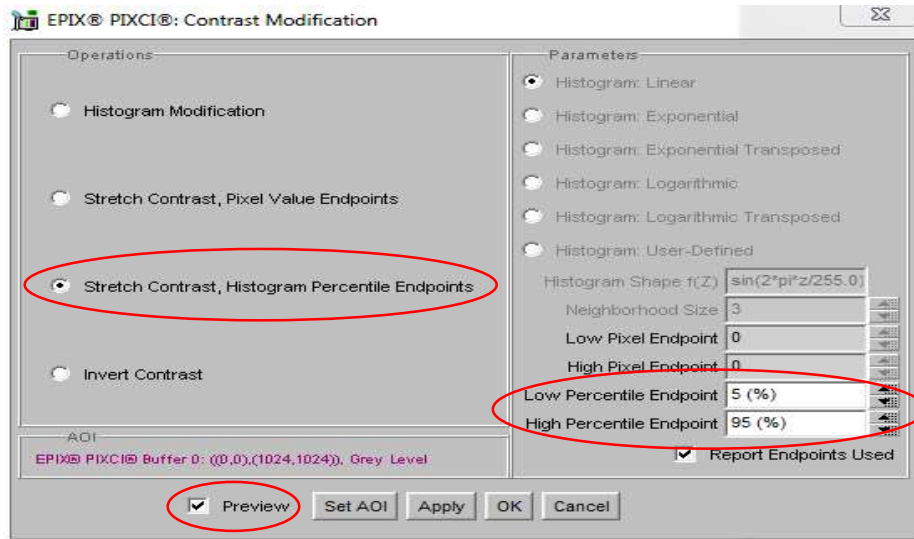 EPIX® PIXCI®: Contrast Modification
Operations
Histogram Modification
Stretch Contrast, Pixel Value Endpoints
Stretch Contrast, Histogram Percentile Endpoints
Invert Contrast
AOI
EPIX® PIXCI® Buffer 0: ((0,0),(1024,1024)), Grey Level
Parameters
Histogram: Linear
Histogram: Exponential
Histogram: Exponential Transposed
Histogram: Logarithmic
Histogram: Logarithmic Transposed
Histogram: User-Defined
Histogram Shape f(Z) sin(2*pi*z/255.0)
Neighborhood Size 3
Low Pixel Endpoint 0
High Pixel Endpoint 0
Low Percentile Endpoint 5 (%)
High Percentile Endpoint 95 (%)
Report Endpoints Used
Preview Set AOI Apply OK Cancel